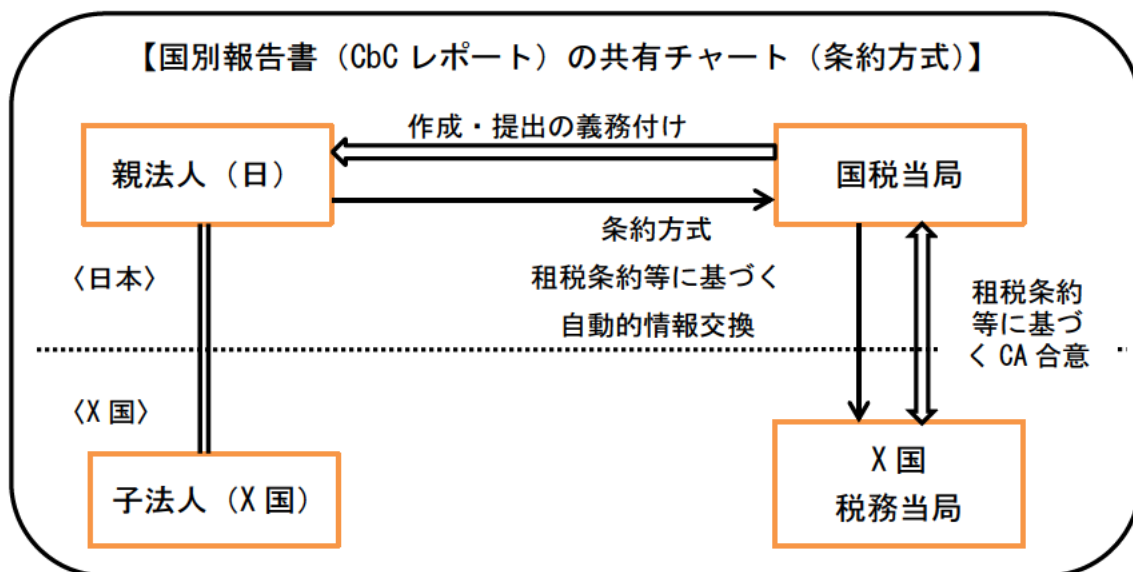 【国別報告書（CbC レポート）の共有チャート（条約方式）】
作成・提出の義務付け
親法人（日）
国税当局
条約方式
租税条約等に基づく
自動的情報交換
〈日本〉
租税条約
等に基づ
く CA 合意
〈X 国〉
子法人（X 国）
X 国
税務当局